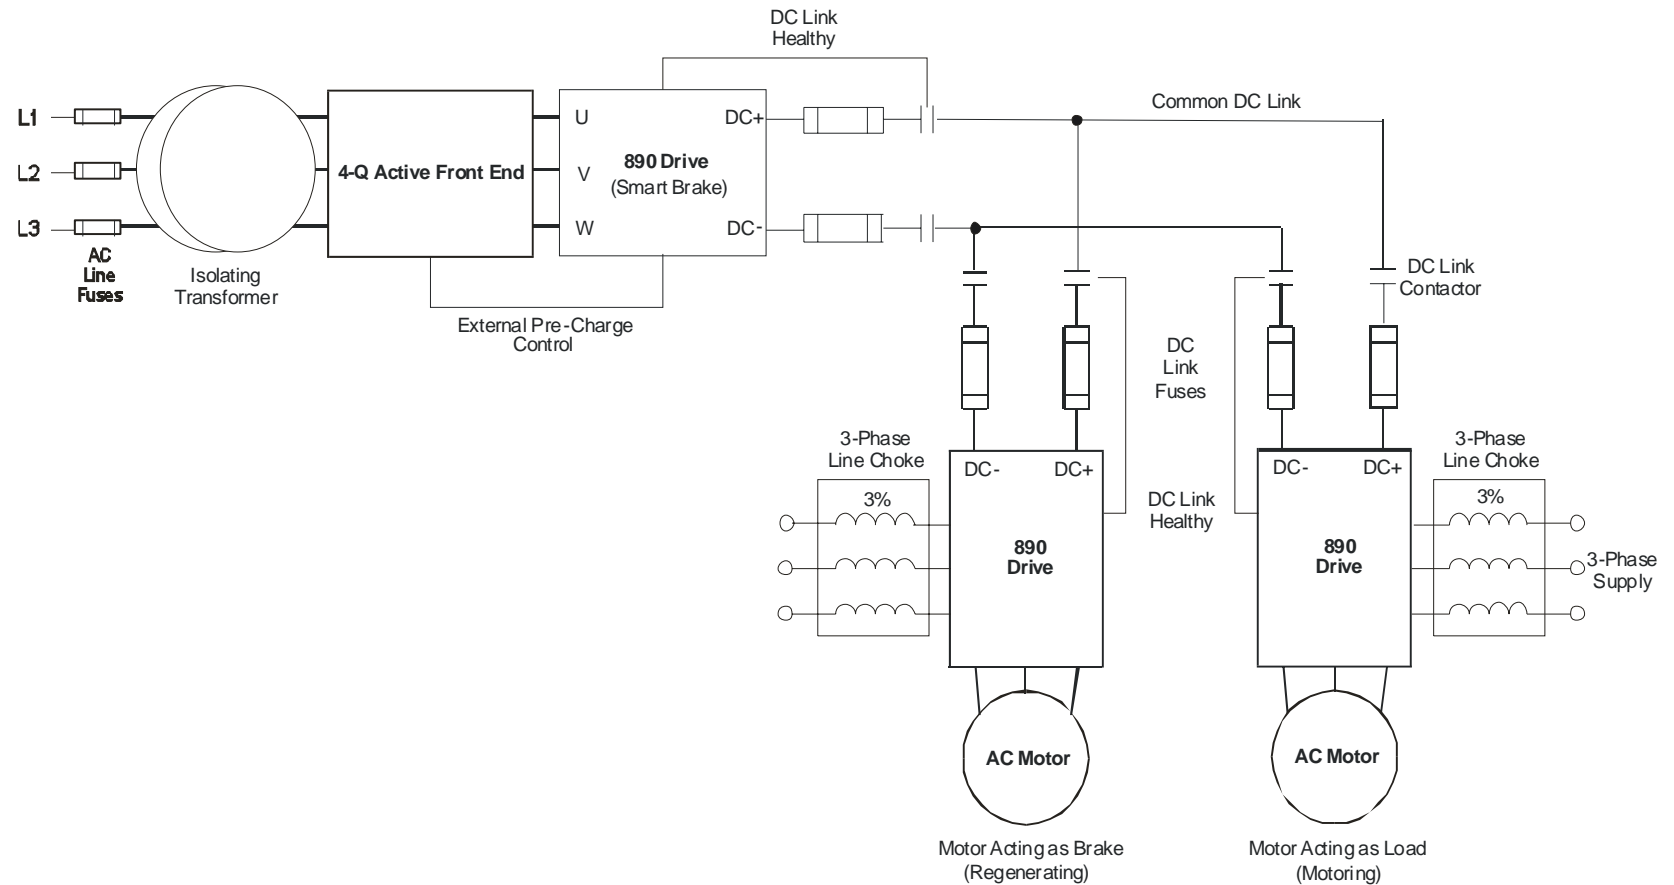 DC Link
Healthy
Common DC Link
L1
L2
L3
AC
Line
Fuses
Isolating
Transformer
4-Q Active Front End
U
V
W
890 Drive
(Smart Brake)
DC+
DC-
External Pre-Charge
Control
DC Link
Contactor
DC
Link
Fuses
3-Phase
Line Choke
3%
DC-
DC+
890
Drive
DC Link
Healthy
DC-
DC+
890
Drive
3-Phase
Line Choke
3%
3-Phase
Supply
AC Motor
AC Motor
Motor Acting as Brake
(Regenerating)
Motor Acting as Load
(Motoring)